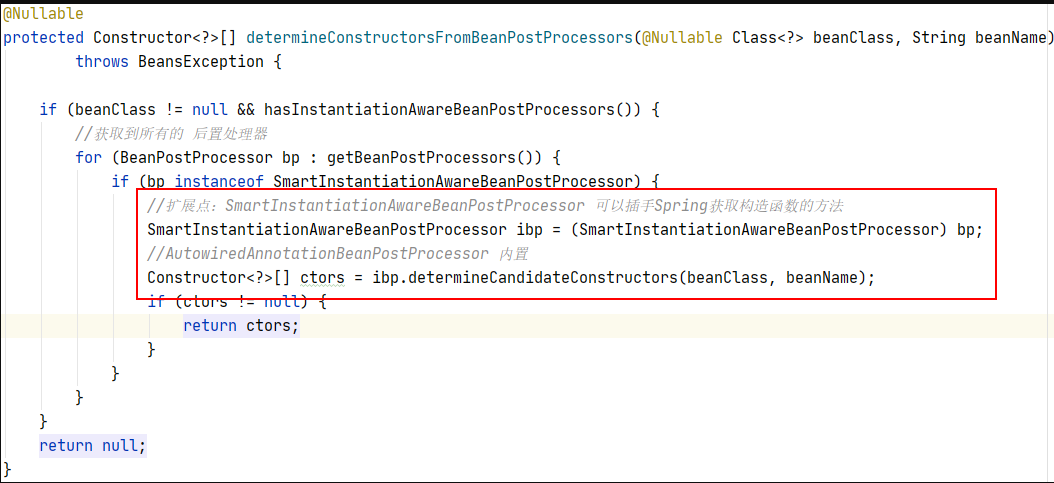 @Nullable
protected Constructor<?>[] determineConstructorsFromBeanPostProcessors(@Nullable Class<?> beanClass, String beanName)
        throws BeansException {
    if (beanClass != null && hasInstantiationAwareBeanPostProcessors()) {
        //获取到所有的 后置处理器
        for (BeanPostProcessor bp : getBeanPostProcessors()) {
            if (bp instanceof SmartInstantiationAwareBeanPostProcessor) {
                //扩展点：SmartInstantiationAwareBeanPostProcessor 可以插手Spring获取构造函数的方法
                SmartInstantiationAwareBeanPostProcessor ibp = (SmartInstantiationAwareBeanPostProcessor) bp;
                //AutowiredAnnotationBeanPostProcessor 内置
                Constructor<?>[] ctors = ibp.determineCandidateConstructors(beanClass, beanName);
                if (ctors != null) {
                    return ctors;
                }
            }
        }
    }
    return null;
}